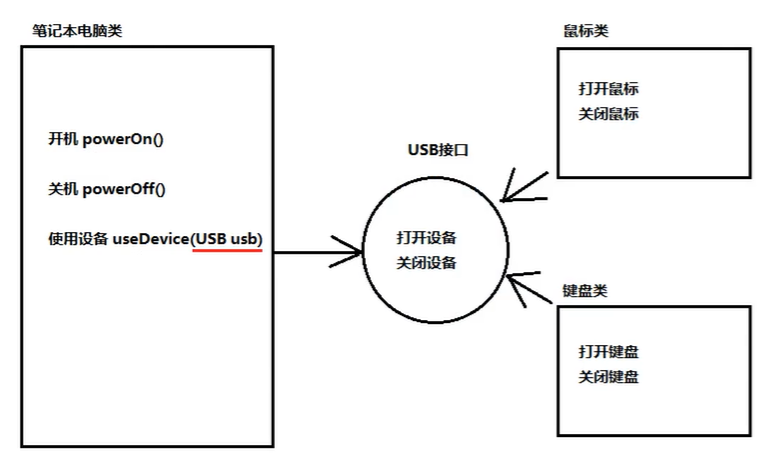 笔记本电脑类
开机 powerOn()
关机 powerOff()
使用设备 useDevice(USB usb)
USB接口
打开设备
关闭设备
鼠标类
打开鼠标
关闭鼠标
键盘类
打开键盘
关闭键盘